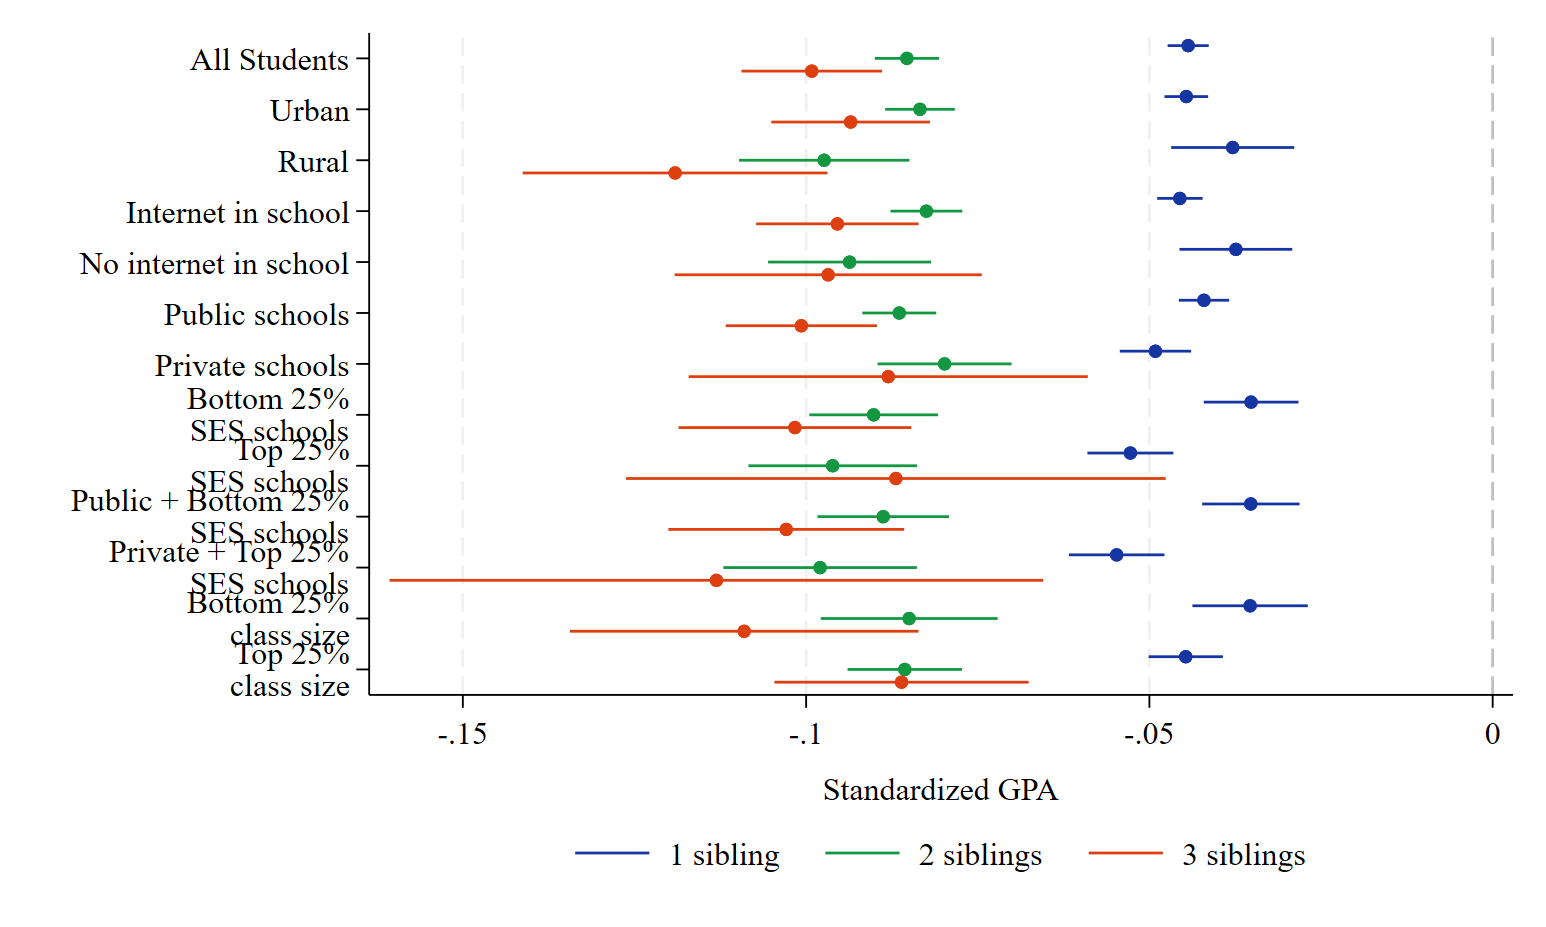 All Students
Urban
Rural
Internet in school
No internet in school
Public schools
Private schools
Bottom 25%
SES schools
Top 25%
SES schools
Public + Bottom 25%
SES schools
Private + Top 25%
SES schools
Bottom 25%
class size
Top 25%
class size
-.15 -.1 -.05 0
Standardized GPA
1 sibling 2 siblings 3 siblings